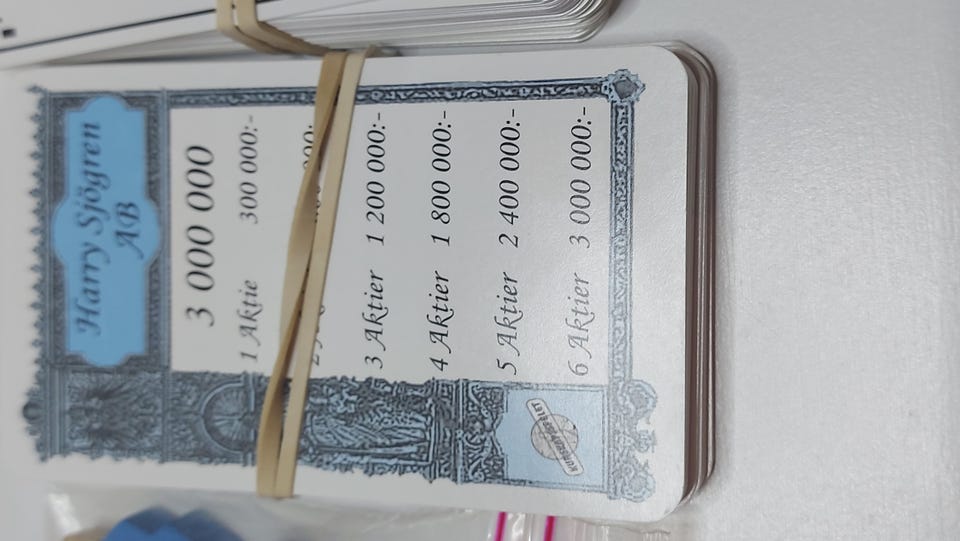 Harry Sjögren
AB
3 000 000
1 Aktie 300 000:-
3 Aktier 1 200 000:-
4 Aktier 1 800 000:-
5 Aktier 2 400 000:-
6 Aktier 3 000 000:-